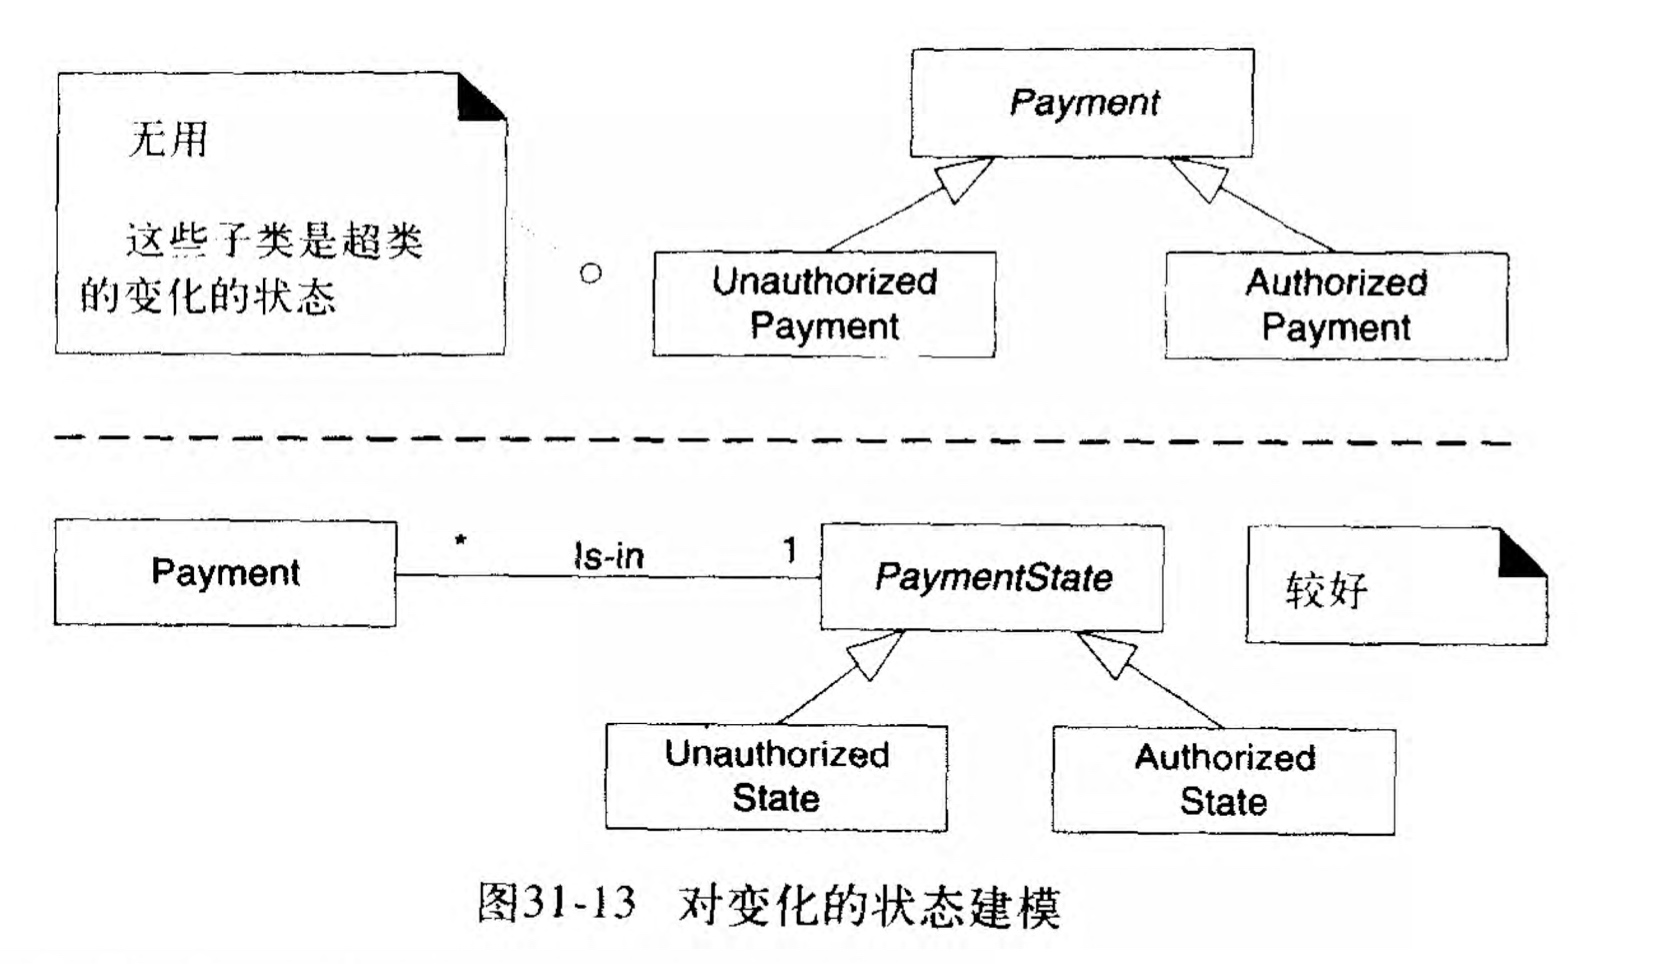 无用
这些子类是超类
的变化的状态
Payment
Unauthorized
Payment
Authorized
Payment
Payment
*
Is-in
1
PaymentState
较好
Unauthorized
State
Authorized
State
图31-13 对变化的状态建模